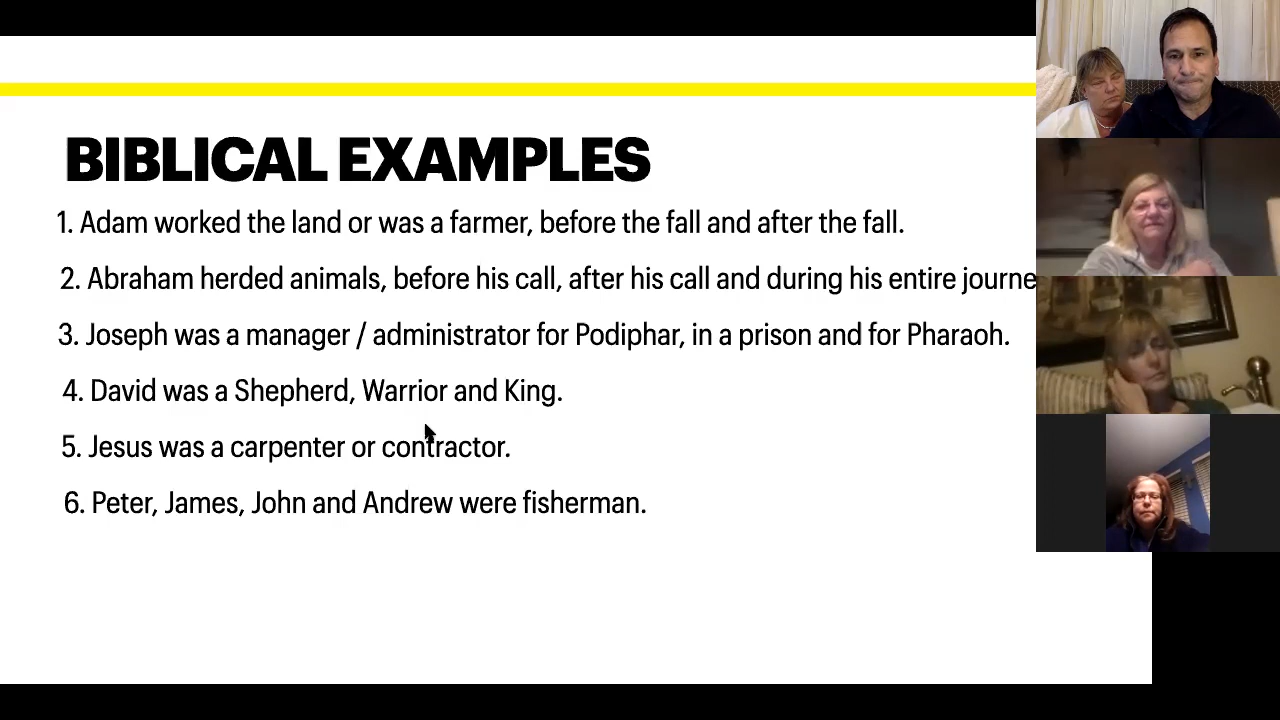 BIBLICAL EXAMPLES
1. Adam worked the land or was a farmer, before the fall and after the fall.
2. Abraham herded animals, before his call, after his call and during his entire journe
3. Joseph was a manager / administrator for Podiphar, in a prison and for Pharaoh.
4. David was a Shepherd, Warrior and King.
5. Jesus was a carpenter or contractor.
6. Peter, James, John and Andrew were fisherman.